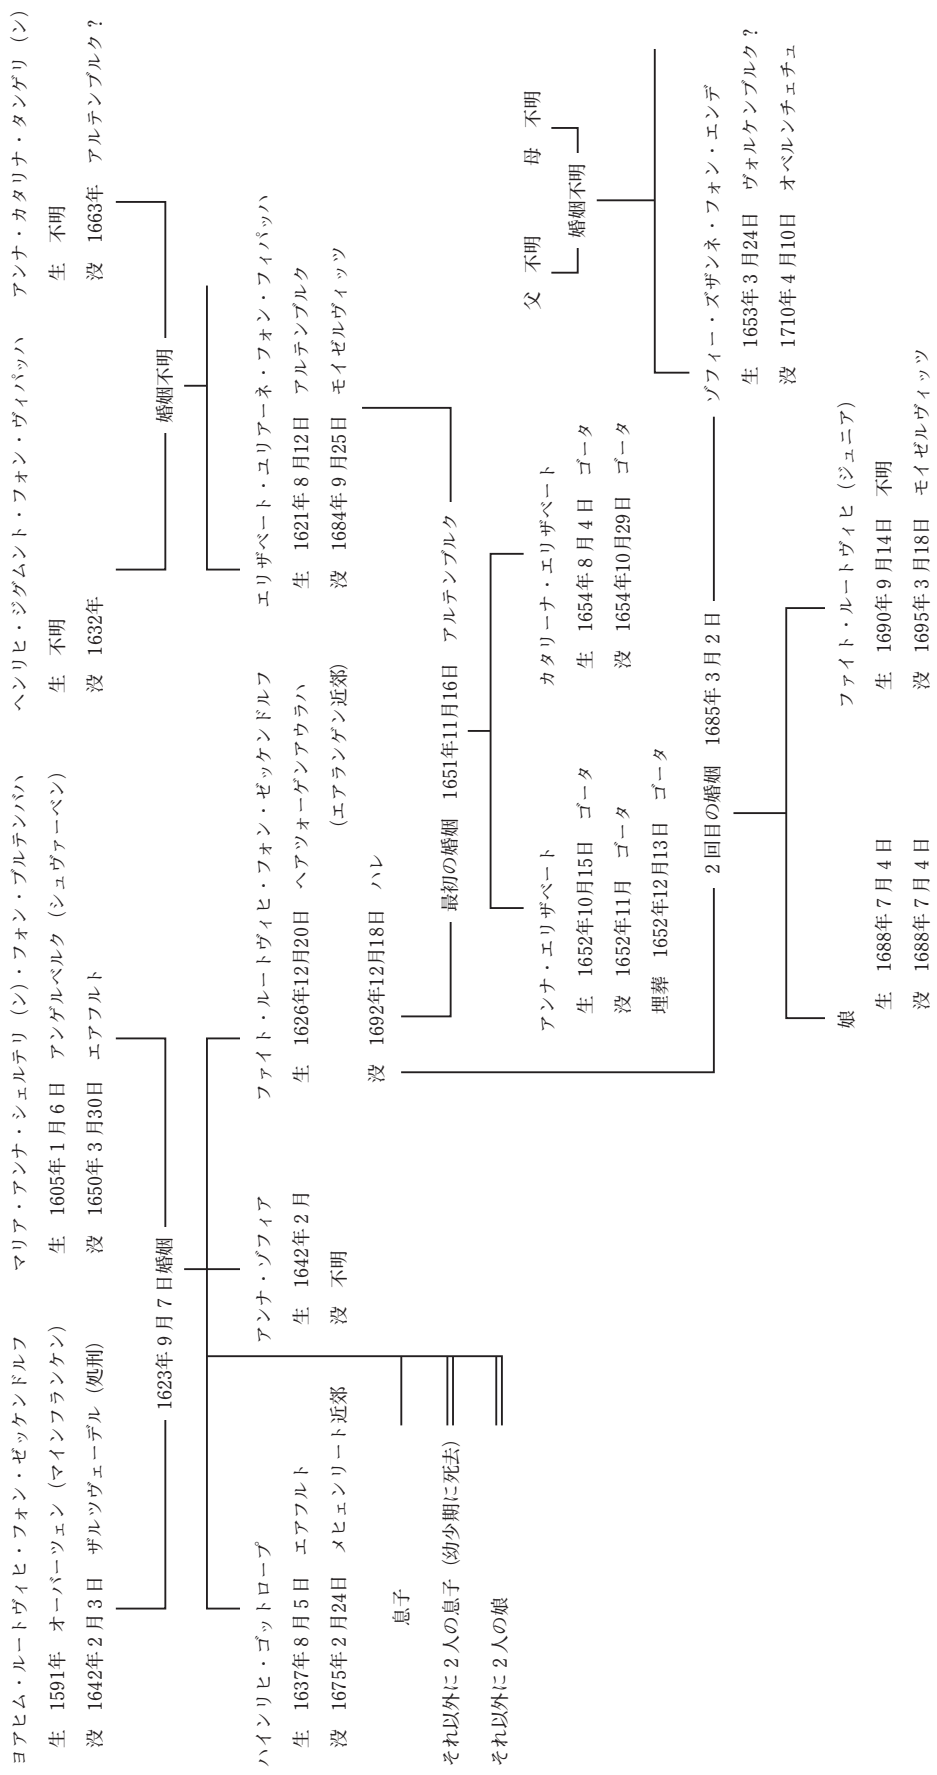 ヨアヒム・ルートヴィヒ・フォン・ゼッケンドルフ
生　1591年　オーバーツェン（マインフランケン）
没　1642年2月3日　ザルツヴェーデル（処刑）
マリア・アンナ・シェルテリ（ン）・フォン・ブルテンバハ
生　1605年1月6日　アンゲルベルク（シュヴァーベン）
没　1650年3月30日　エアフルト
1623年9月7日婚姻
ヘンリヒ・ジグムント・フォン・ヴィパッハ
生　不明
没　1632年
アンナ・カタリナ・タンゲリ（ン）
生　不明
没　1663年　アルテンブルク？
婚姻不明
ハインリヒ・ゴットロープ
生　1637年8月5日　エアフルト
没　1675年2月24日　メヒェンリート近郊
息子
それ以外に2人の息子（幼少期に死去）
それ以外に2人の娘
アンナ・ゾフィア
生　1642年2月
没　不明
ファイト・ルートヴィヒ・フォン・ゼッケンドルフ
生　1626年12月20日　ヘアツォーゲンアウラハ
（エアランゲン近郊）
没　1692年12月18日　ハレ
エリザベート・ユリアーネ・フォン・フィパッハ
生　1621年8月12日　アルテンブルク
没　1684年9月25日　モイゼルヴィッツ
最初の婚姻　1651年11月16日　アルテンブルク
アンナ・エリザベート
生　1652年10月15日　ゴータ
没　1652年11月　ゴータ
埋葬　1652年12月13日　ゴータ
カタリーナ・エリザベート
生　1654年8月4日　ゴータ
没　1654年10月29日　ゴータ
父　不明
母　不明
婚姻不明
ゾフィー・ズザンネ・フォン・エンデ
生　1653年3月24日　ヴォルケンブルク？
没　1710年4月10日　オベルンチェチュ
2回目の婚姻　1685年3月2日
娘
生　1688年7月4日
没　1688年7月4日
ファイト・ルートヴィヒ（ジュニア）
生　1690年9月14日　不明
没　1695年3月18日　モイゼルヴィッツ